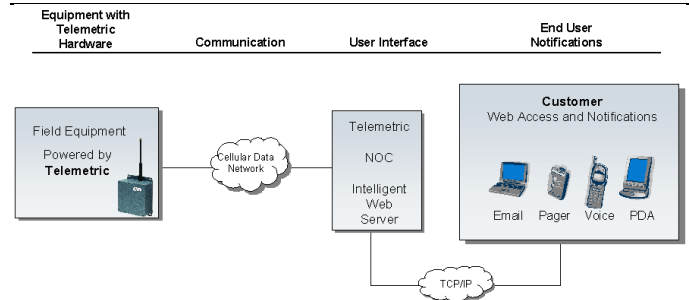 Equipment with
Telemetric
Hardware
Communication
User Interface
End User
Notifications
Field Equipment
Powered by
Telemetric
Cellular Data
Network
Telemetric
NOC
Intelligent
Web
Server
Customer
Web Access and Notifications
Email
Pager
Voice
PDA
TCP/IP